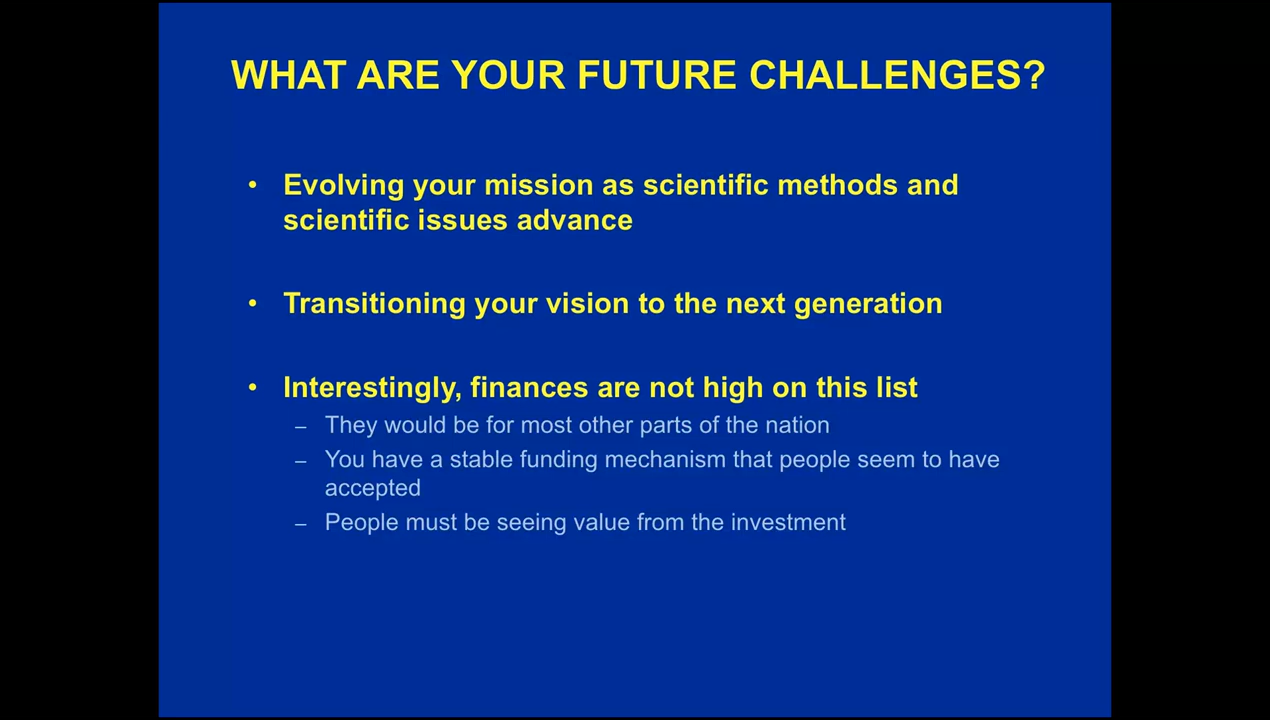 WHAT ARE YOUR FUTURE CHALLENGES?
• Evolving your mission as scientific methods and
scientific issues advance
• Transitioning your vision to the next generation
• Interestingly, finances are not high on this list
– They would be for most other parts of the nation
– You have a stable funding mechanism that people seem to have
accepted
– People must be seeing value from the investment